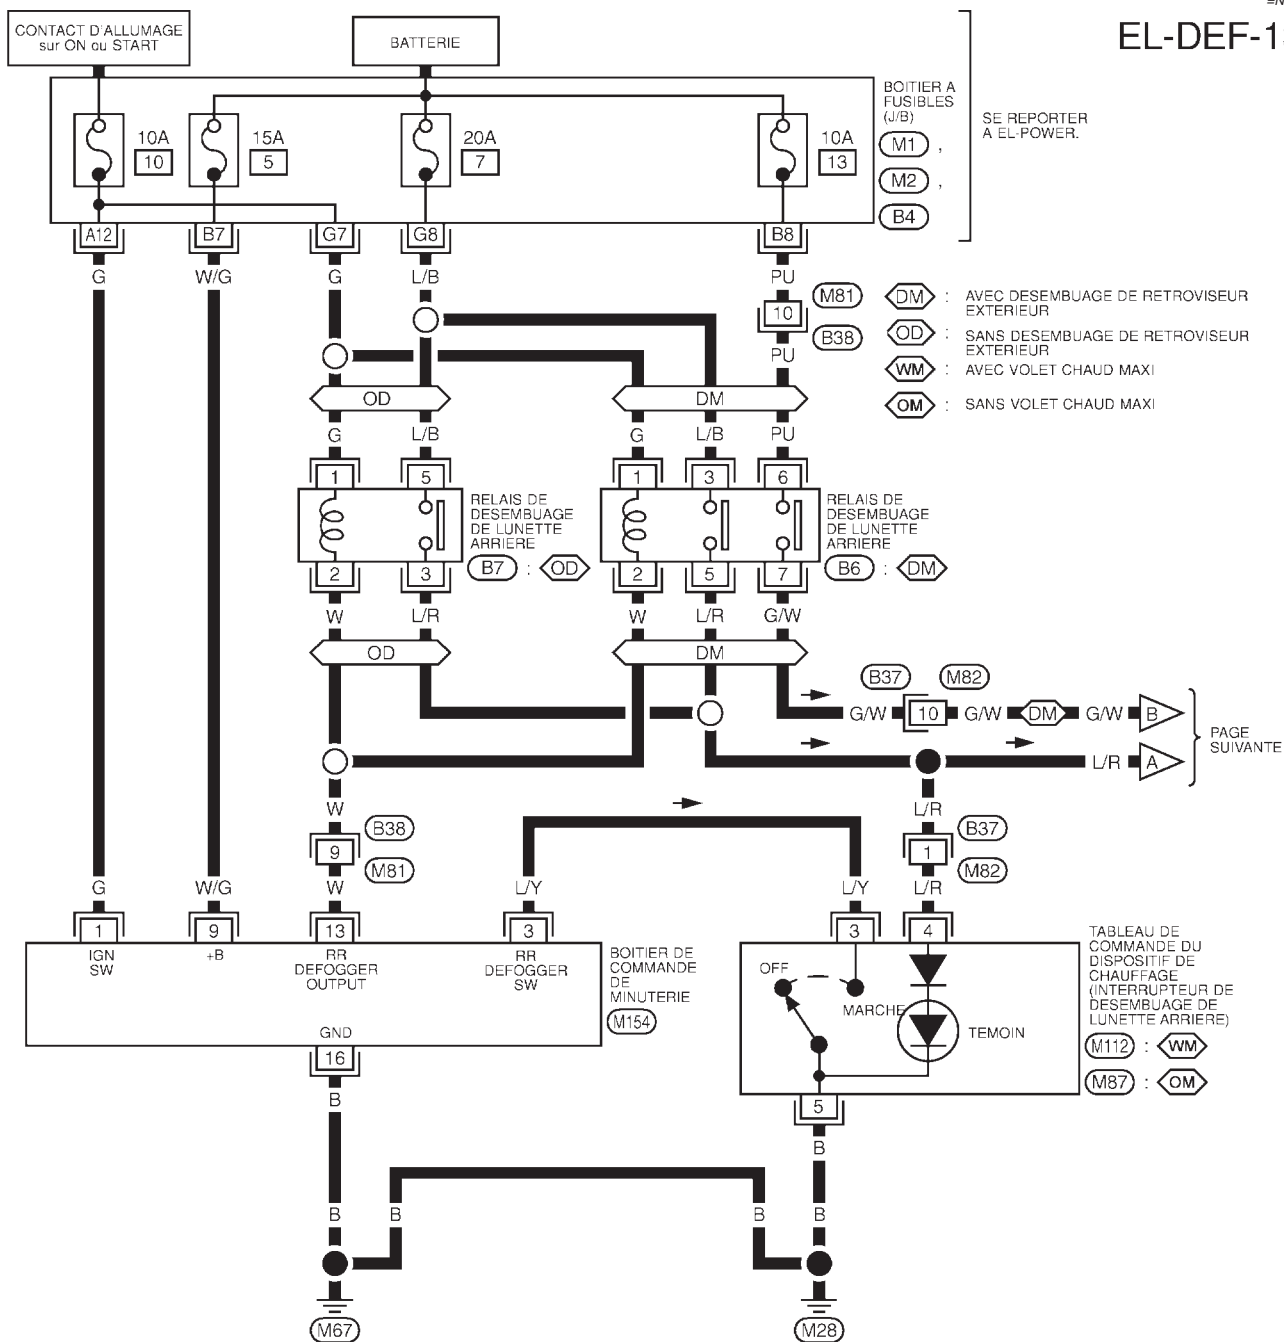 EL-DEF-1
CONTACT D'ALLUMAGE
sur ON ou START
BATTERIE
BOITIER A
FUSIBLES
(J/B)
M1 ,
M2 ,
B4
SE REPORTER
A EL-POWER.
10A
10
15A
5
20A
7
10A
13
A12
B7
G7
G8
B8
G
W/G
G
L/B
PU
10
M81
B38
PU
DM : AVEC DESEMBUAGE DE RETROVISEUR
EXTERIEUR
OD : SANS DESEMBUAGE DE RETROVISEUR
EXTERIEUR
WM : AVEC VOLET CHAUD MAXI
OM : SANS VOLET CHAUD MAXI
OD
DM
G
L/B
G
L/B
PU
1
5
1
3
6
RELAIS DE
DESEMBUAGE
DE LUNETTE
ARRIERE
B7 : OD
RELAIS DE
DESEMBUAGE
DE LUNETTE
ARRIERE
B6 : DM
2
3
2
5
7
W
L/R
W
L/R
G/W
OD
DM
B37
M82
G/W
10
G/W
DM
G/W
B
L/R
A
PAGE
SUIVANTE
W
B38
9
M81
W
L/R
B37
1
M82
L/R
G
W/G
L/Y
L/Y
1
9
13
3
3
4
IGN
SW
+B
RR
DEFOGGER
OUTPUT
RR
DEFOGGER
SW
GND
16
BOITIER DE
COMMANDE
DE
MINUTERIE
M154
OFF
MARCHE
TEMOIN
5
TABLEAU DE
COMMANDE DU
DISPOSITIF DE
CHAUFFAGE
(INTERRUPTEUR DE
DESEMBUAGE DE
LUNETTE ARRIERE)
M112 : WM
M87 : OM
B
B
B
B
B
B
M67
M28